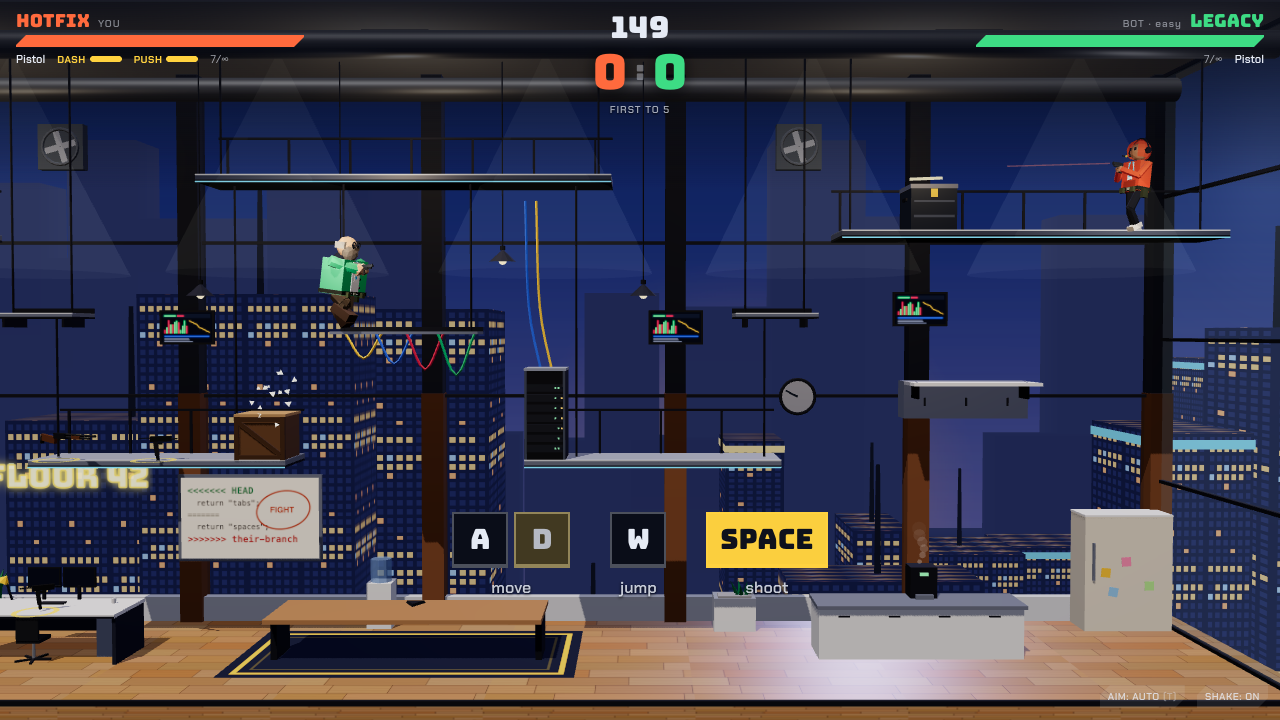 HOTFIX YOU
149
BOT · easy LEGACY
Pistol DASH PUSH 7/∞
0 : 0
7/∞ Pistol
FIRST TO 5
FLOOR 42
<<<<<<< HEAD
return "tabs";
=======
return "spaces"
>>>>>>> their-branch
FIGHT
A D W SPACE
move jump shoot
AIM: AUTO [T] SHAKE: ON